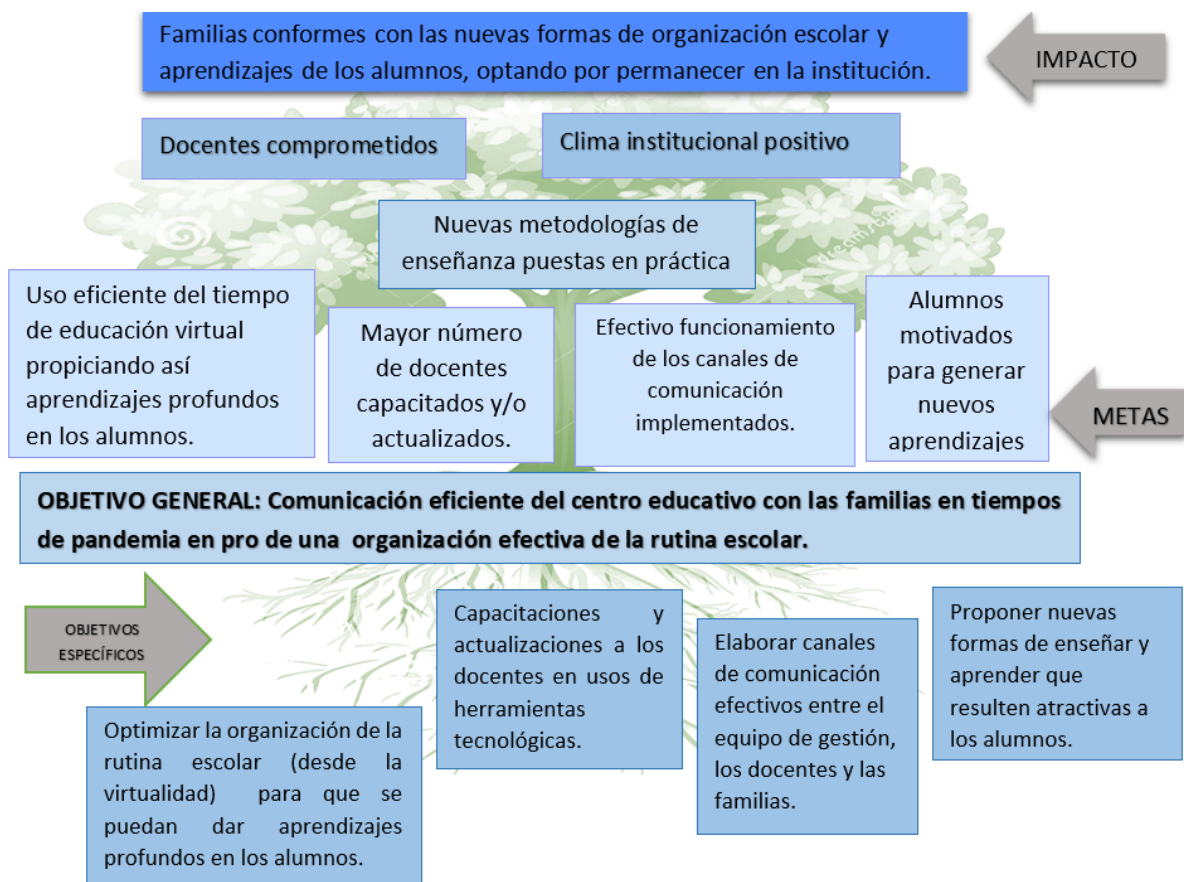 Familias conformes con las nuevas formas de organización escolar y
aprendizajes de los alumnos, optando por permanecer en la institución.
IMPACTO
Docentes comprometidos
Clima institucional positivo
Nuevas metodologías de
enseñanza puestas en práctica
Uso eficiente del tiempo
de educación virtual
propiciando así
aprendizajes profundos
en los alumnos.
Mayor número
de docentes
capacitados y/o
actualizados.
Efectivo funcionamiento
de los canales de
comunicación
implementados.
Alumnos
motivados
para generar
nuevos
aprendizajes
METAS
OBJETIVO GENERAL: Comunicación eficiente del centro educativo con las familias en tiempos
de pandemia en pro de una organización efectiva de la rutina escolar.
OBJETIVOS
ESPECÍFICOS
Optimizar la organización de la
rutina escolar (desde la
virtualidad) para que se
puedan dar aprendizajes
profundos en los alumnos.
Capacitaciones y
actualizaciones a los
docentes en usos de
herramientas
tecnológicas.
Elaborar canales
de comunicación
efectivos entre el
equipo de gestión,
los docentes y las
familias.
Proponer nuevas
formas de enseñar y
aprender que
resulten atractivas a
los alumnos.